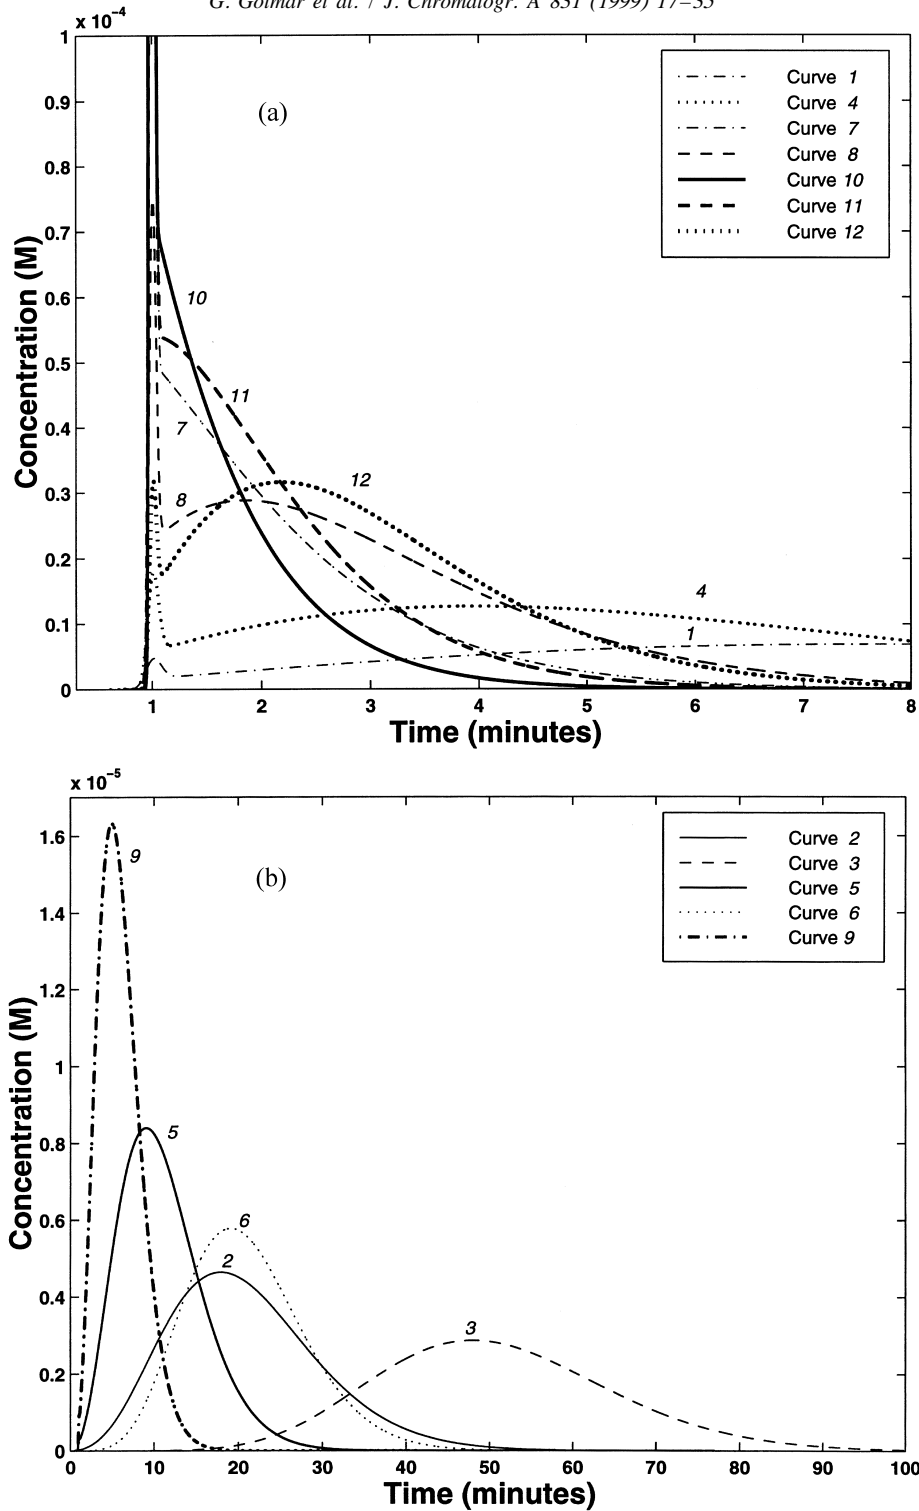 G. Götmar et al. / J. Chromatogr. A 831 (1999) 17–35
x 10⁻⁴
1
0.9
0.8
0.7
0.6
0.5
0.4
0.3
0.2
0.1
0
Concentration (M)
(a)
Curve 1
Curve 4
Curve 7
Curve 8
Curve 10
Curve 11
Curve 12
10
11
7
12
8
4
1
1 2 3 4 5 6 7 8
Time (minutes)
x 10⁻⁵
1.6
1.4
1.2
1
0.8
0.6
0.4
0.2
0
Concentration (M)
(b)
Curve 2
Curve 3
Curve 5
Curve 6
Curve 9
9
5
6
2
3
0 10 20 30 40 50 60 70 80 90 100
Time (minutes)